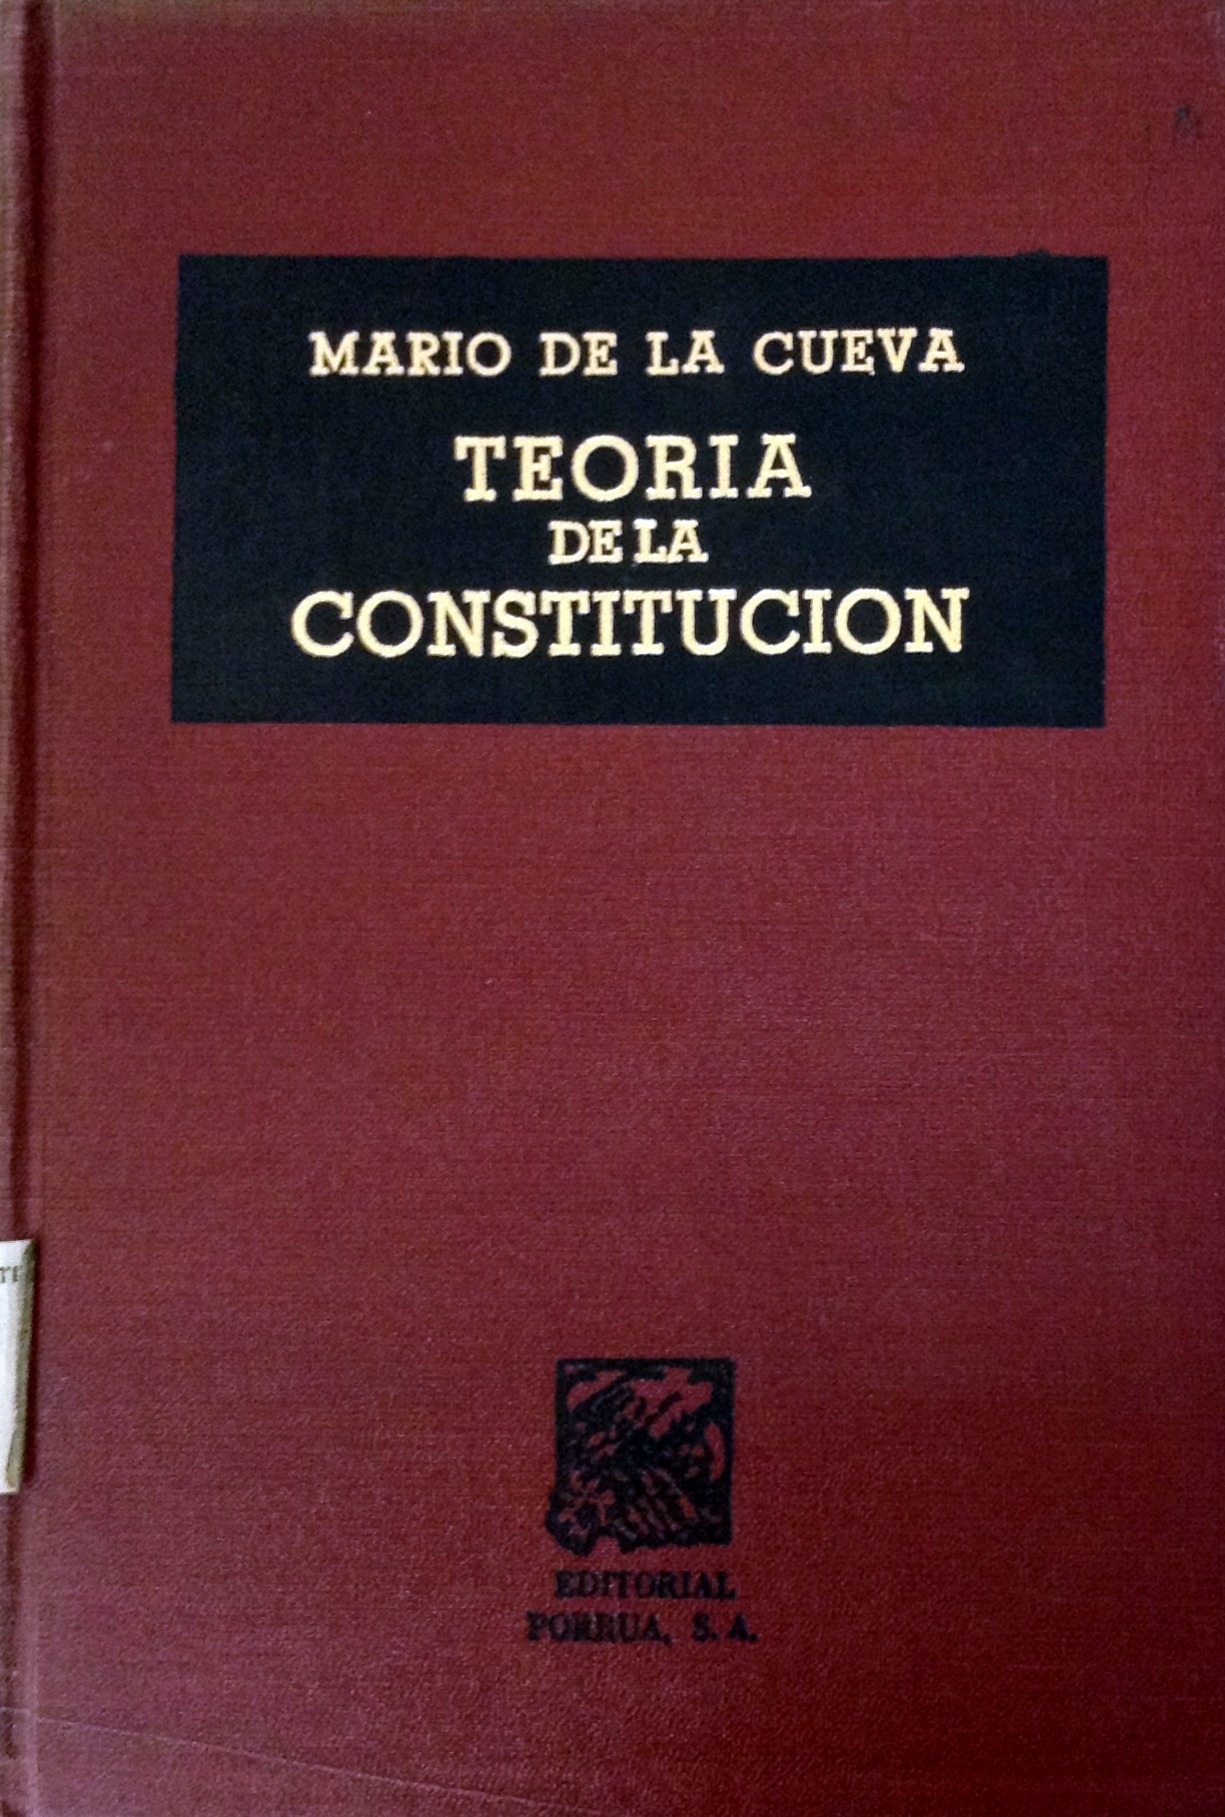 MARIO DE LA CUEVA
TEORIA
DE LA
CONSTITUCION
EDITORIAL
PORRUA, S. A.